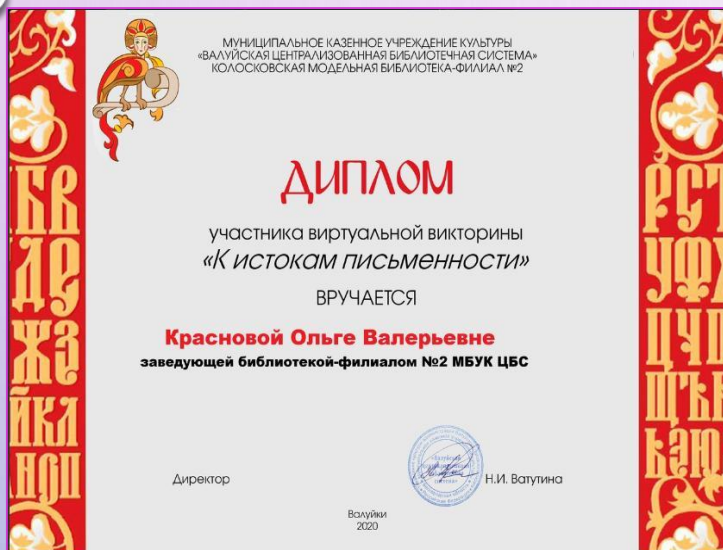 МУНИЦИПАЛЬНОЕ КАЗЕННОЕ УЧРЕЖДЕНИЕ КУЛЬТУРЫ
«ВАЛУЙСКАЯ ЦЕНТРАЛИЗОВАННАЯ БИБЛИОТЕЧНАЯ СИСТЕМА»
КОЛОСКОВСКАЯ МОДЕЛЬНАЯ БИБЛИОТЕКА-ФИЛИАЛ №2
ДИПЛОМ
участника виртуальной викторины
«К истокам письменности»
ВРУЧАЕТСЯ
Красновой Ольге Валерьевне
заведующей библиотекой-филиалом №2 МБУК ЦБС
Директор
Н.И. Ватутина
Валуйки
2020